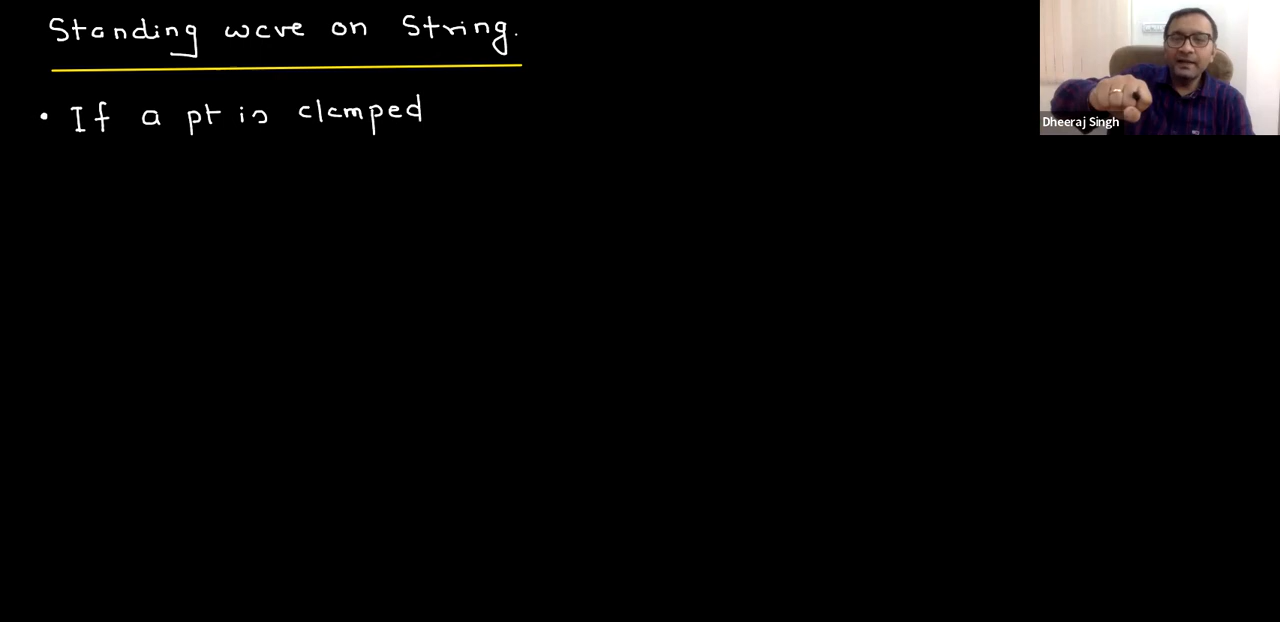 Standing wave on String.
• If a pt is clamped
Dheeraj Singh